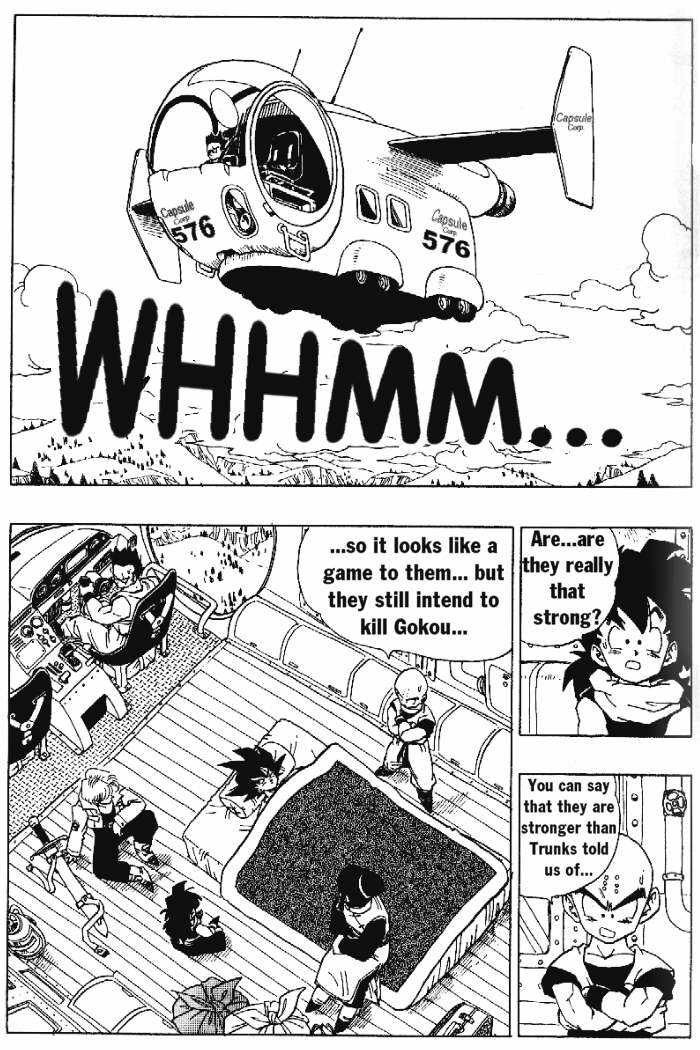 Capsule
Corp.
Capsule
Corp.
576
Capsule
Corp.
576
WHHMM...
...so it looks like a
game to them... but
they still intend to
kill Gokou...
Are...are
they really
that
strong?
You can say
that they are
stronger than
Trunks told
us of...